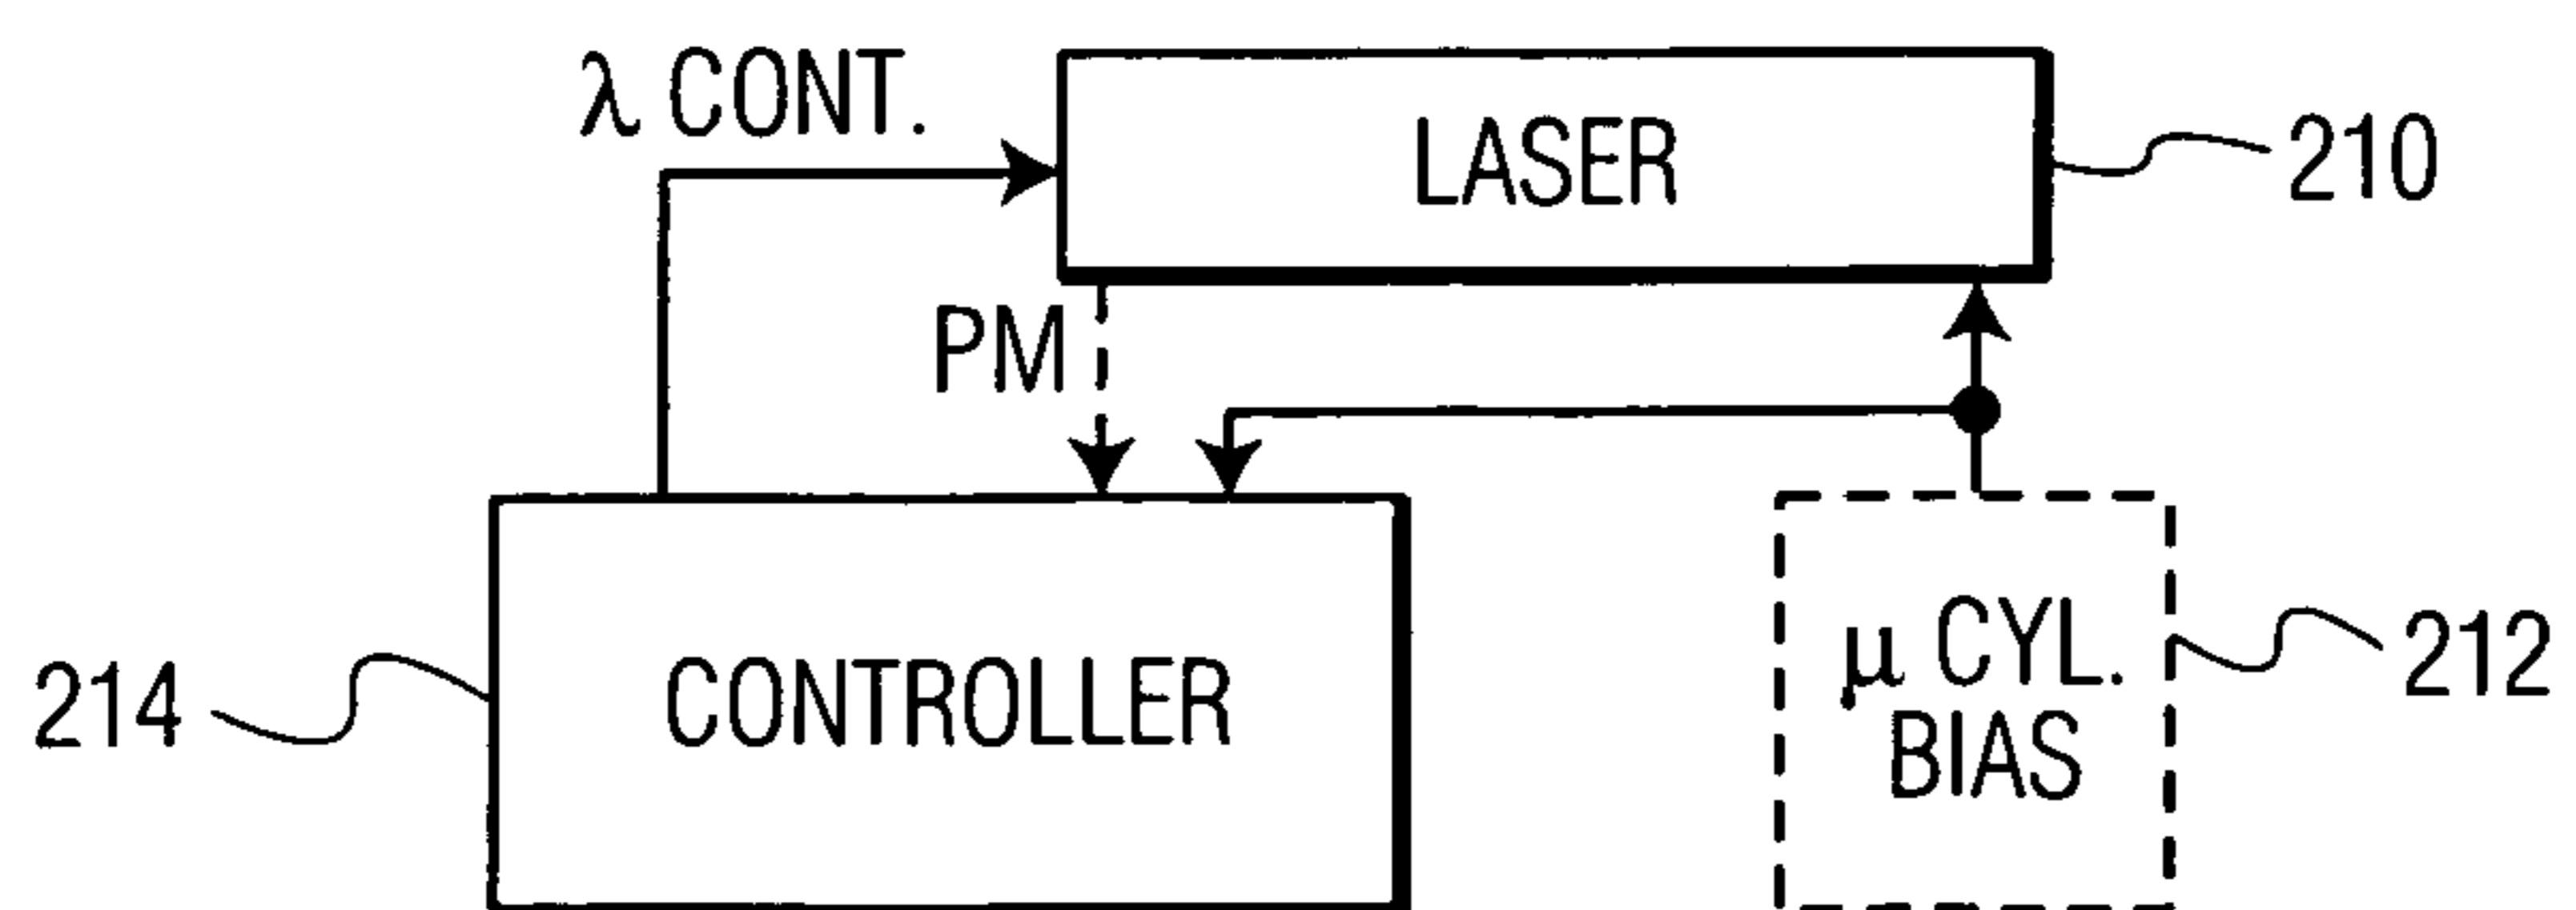 λ CONT.
LASER
210
PM
214
CONTROLLER
μ CYL.
BIAS
212